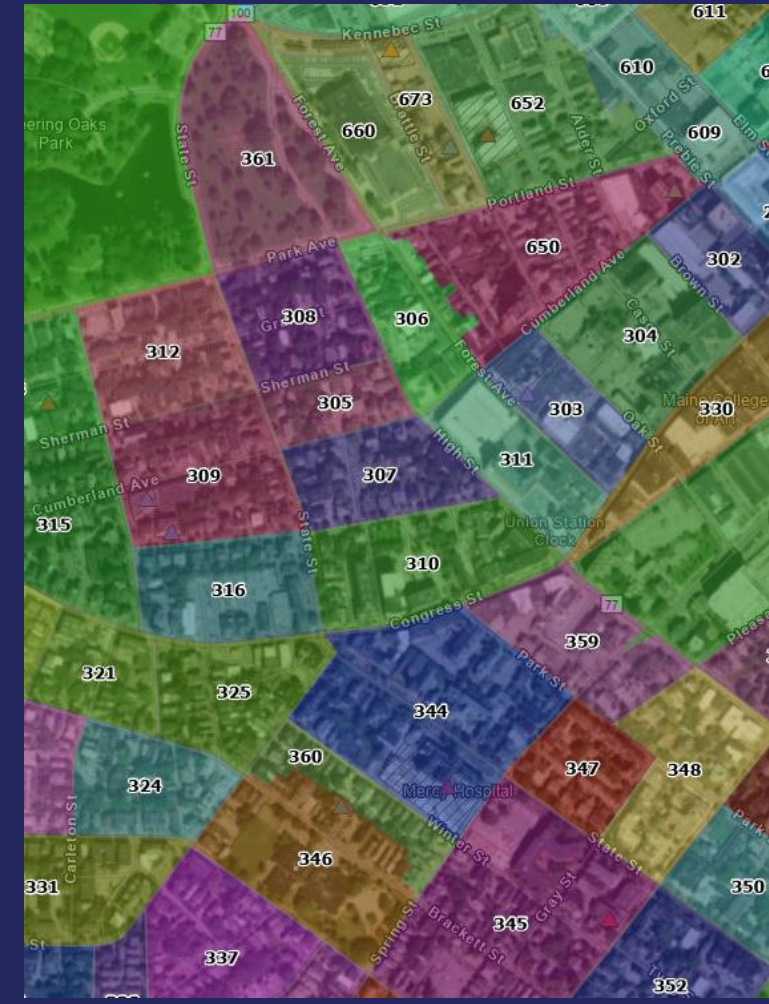 100
77
611
Kennebec St
610
673
652
660
Forest Ave
Battle St
Alder St
Oxford St
609
Preble St
Elm S
eering Oaks
Park
State St
361
Portland St
650
302
Park Ave
308
306
Cumberland Ave
Brown St
304
312
Sherman St
305
Forest Ave
303
330
Maine College
of Art
Oak St
Sherman St
309
307
High St
311
Cumberland Ave
315
State St
Union Station
Clock
310
316
Congress St
77
359
Pleas
321
325
Park St
344
360
347
348
324
Mercy Hospital
Winter St
State St
Park
Carleton St
346
331
350
Gray St
345
Brackett St
Spring St
St
337
352